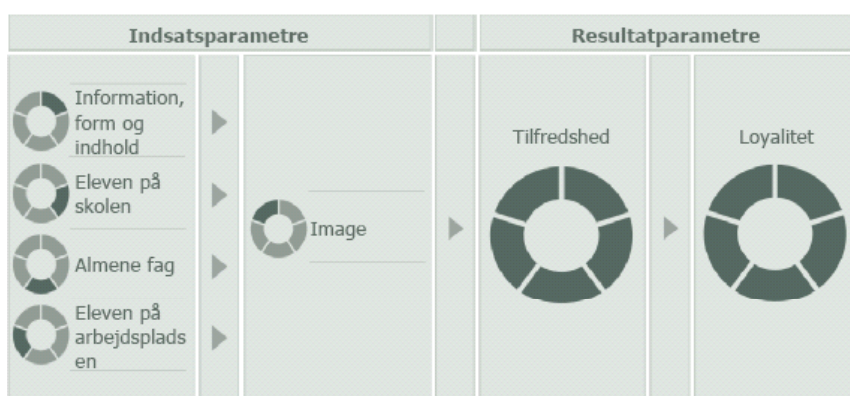 Indsatsparametre
Resultatparametre
Information,
form og
indhold
Eleven på
skolen
Almene fag
Eleven på
arbejdsplads
en
Image
Tilfredshed
Loyalitet